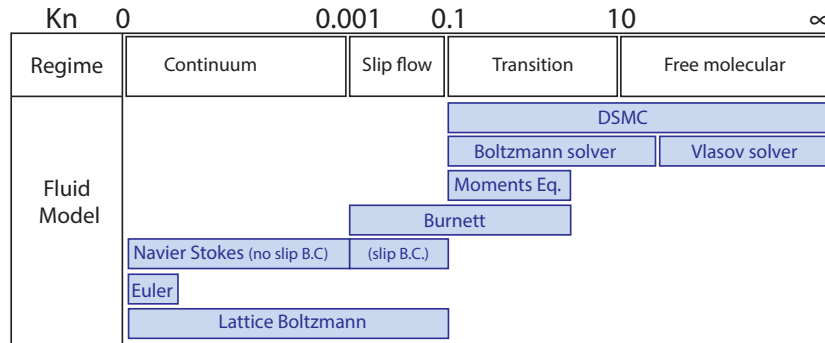 Kn 0 0.001 0.1 10 ∞
Regime Continuum Slip flow Transition Free molecular
DSMC
Boltzmann solver Vlasov solver
Moments Eq.
Fluid
Model
Burnett
Navier Stokes (no slip B.C) (slip B.C.)
Euler
Lattice Boltzmann